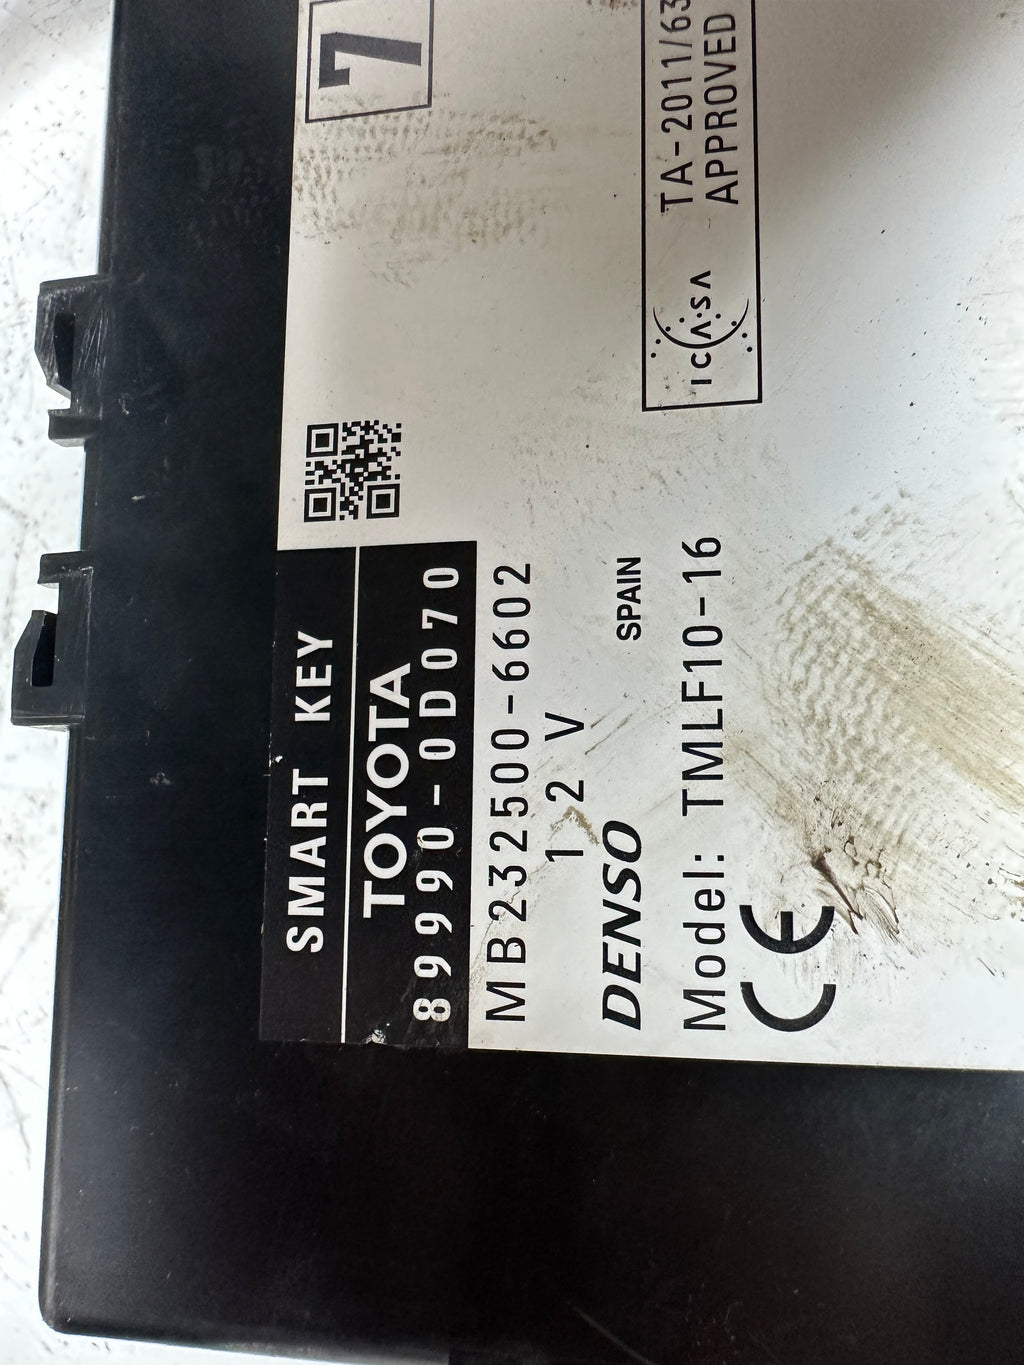 7
SMART KEY
TOYOTA
89990-0D070
MB232500-6602
12V
DENSO SPAIN
Model: TMLF10-16
CE
ICASA
TA-2011/63
APPROVED